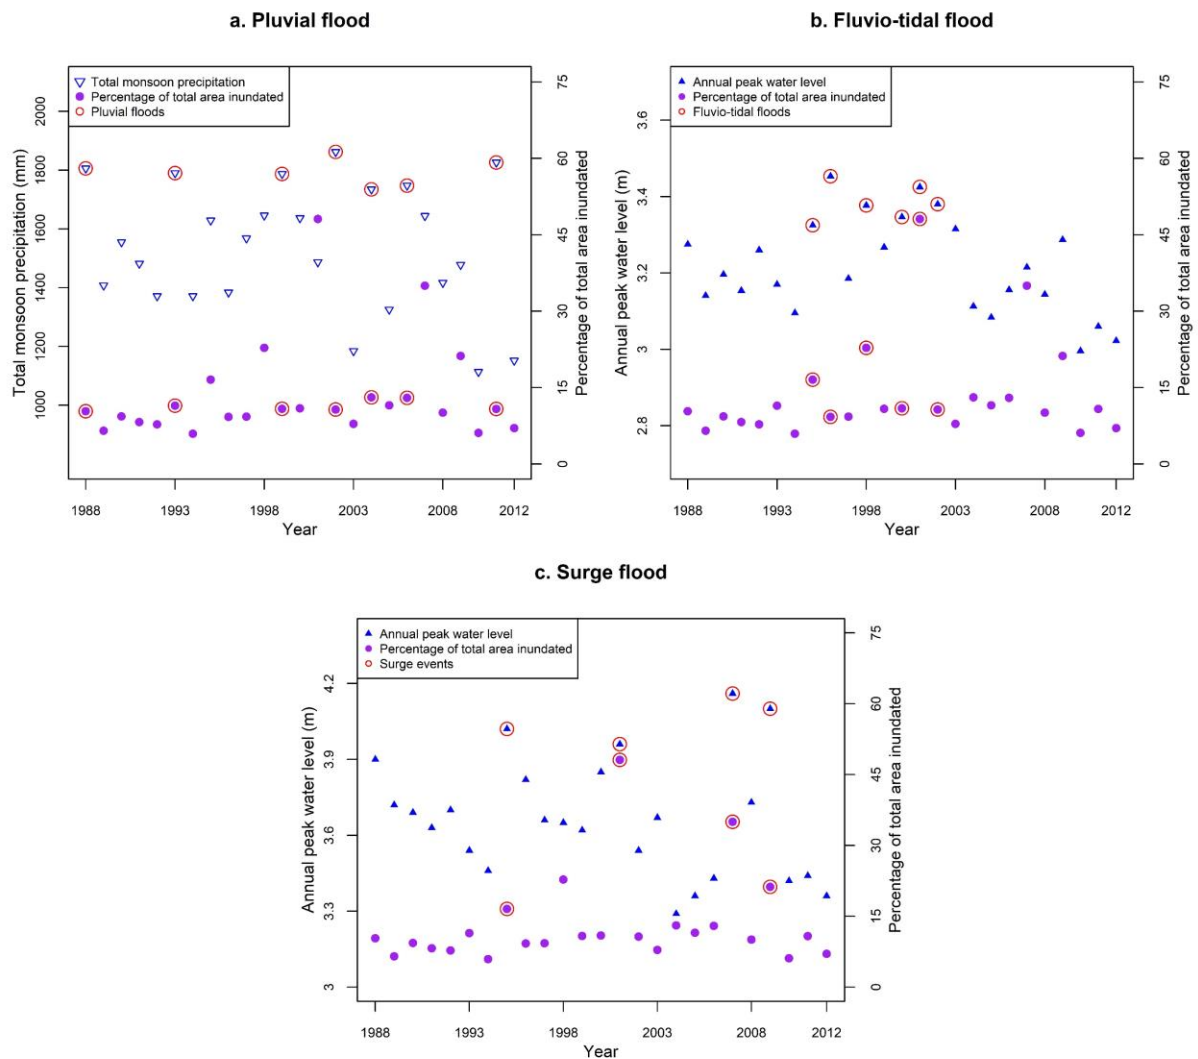 a. Pluvial flood
Total monsoon precipitation
Percentage of total area inundated
Pluvial floods
Total monsoon precipitation (mm)
2000
1800
1600
1400
1200
1000
75
60
45
30
15
0
Percentage of total area inundated
1988
1993
1998
2003
2008
2012
Year
b. Fluvio-tidal flood
Annual peak water level
Percentage of total area inundated
Fluvio-tidal floods
Annual peak water level (m)
3.6
3.4
3.2
3
2.8
75
60
45
30
15
0
Percentage of total area inundated
1988
1993
1998
2003
2008
2012
Year
c. Surge flood
Annual peak water level
Percentage of total area inundated
Surge events
Annual peak water level (m)
4.2
3.9
3.6
3.3
3
75
60
45
30
15
0
Percentage of total area inundated
1988
1993
1998
2003
2008
2012
Year